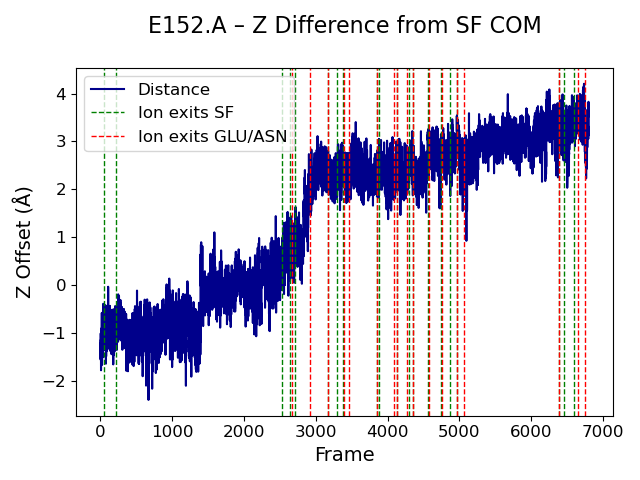 E152.A – Z Difference from SF COM
Distance
Ion exits SF
Ion exits GLU/ASN
4
3
2
1
0
−1
−2
Z Offset (Å)
0 1000 2000 3000 4000 5000 6000 7000
Frame